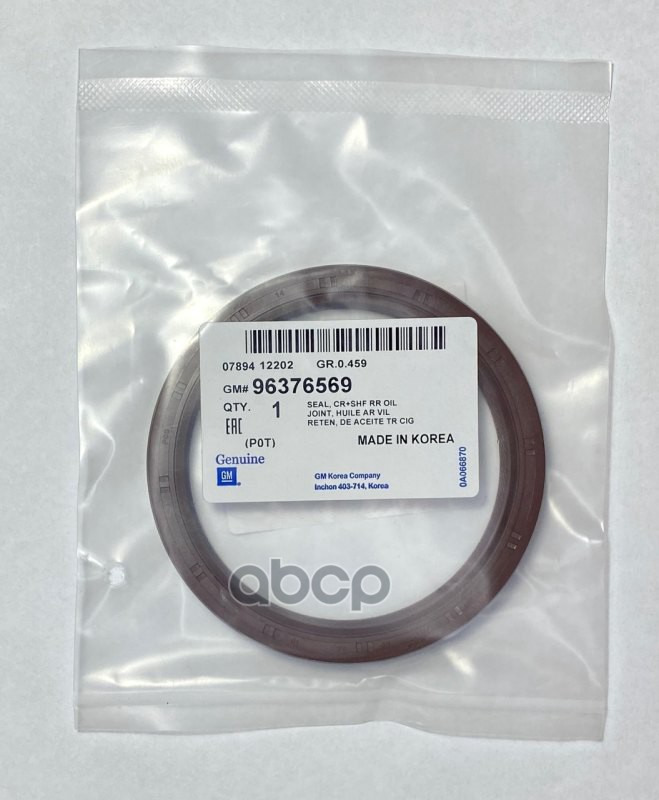 07894 12202 GR.0.459
GM# 96376569
QTY. 1
SEAL, CR+SHF RR OIL
JOINT, HUILE AR VIL
RETEN, DE ACEITE TR CIG
EAC
(P0T) MADE IN KOREA
Genuine
GM
GM Korea Company
Inchon 403-714, Korea
0A066870
abcp